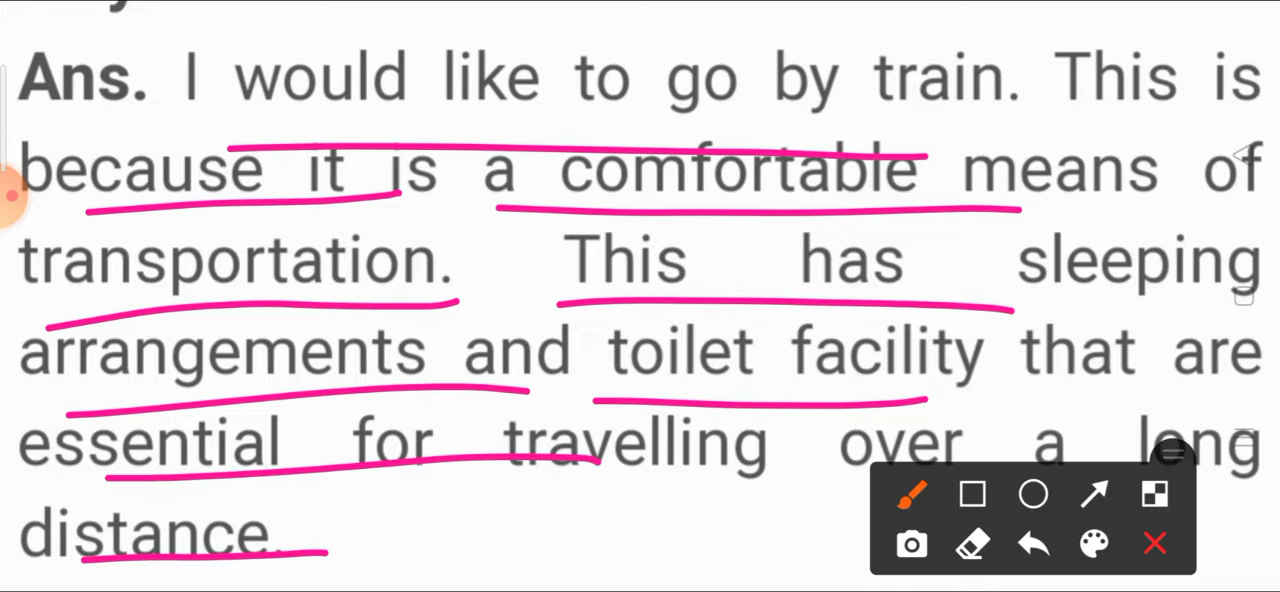 Ans. I would like to go by train. This is
because it is a comfortable means of
transportation. This has sleeping
arrangements and toilet facility that are
essential for travelling over a long
distance.